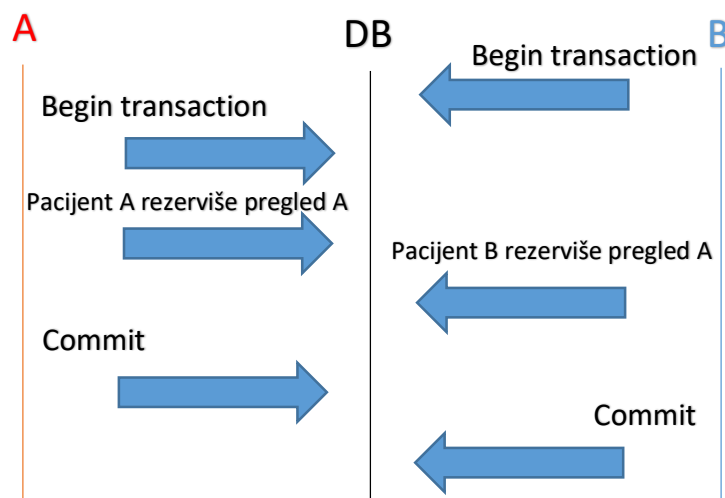 A
DB
B
Begin transaction
Begin transaction
Pacijent A rezerviše pregled A
Pacijent B rezerviše pregled A
Commit
Commit